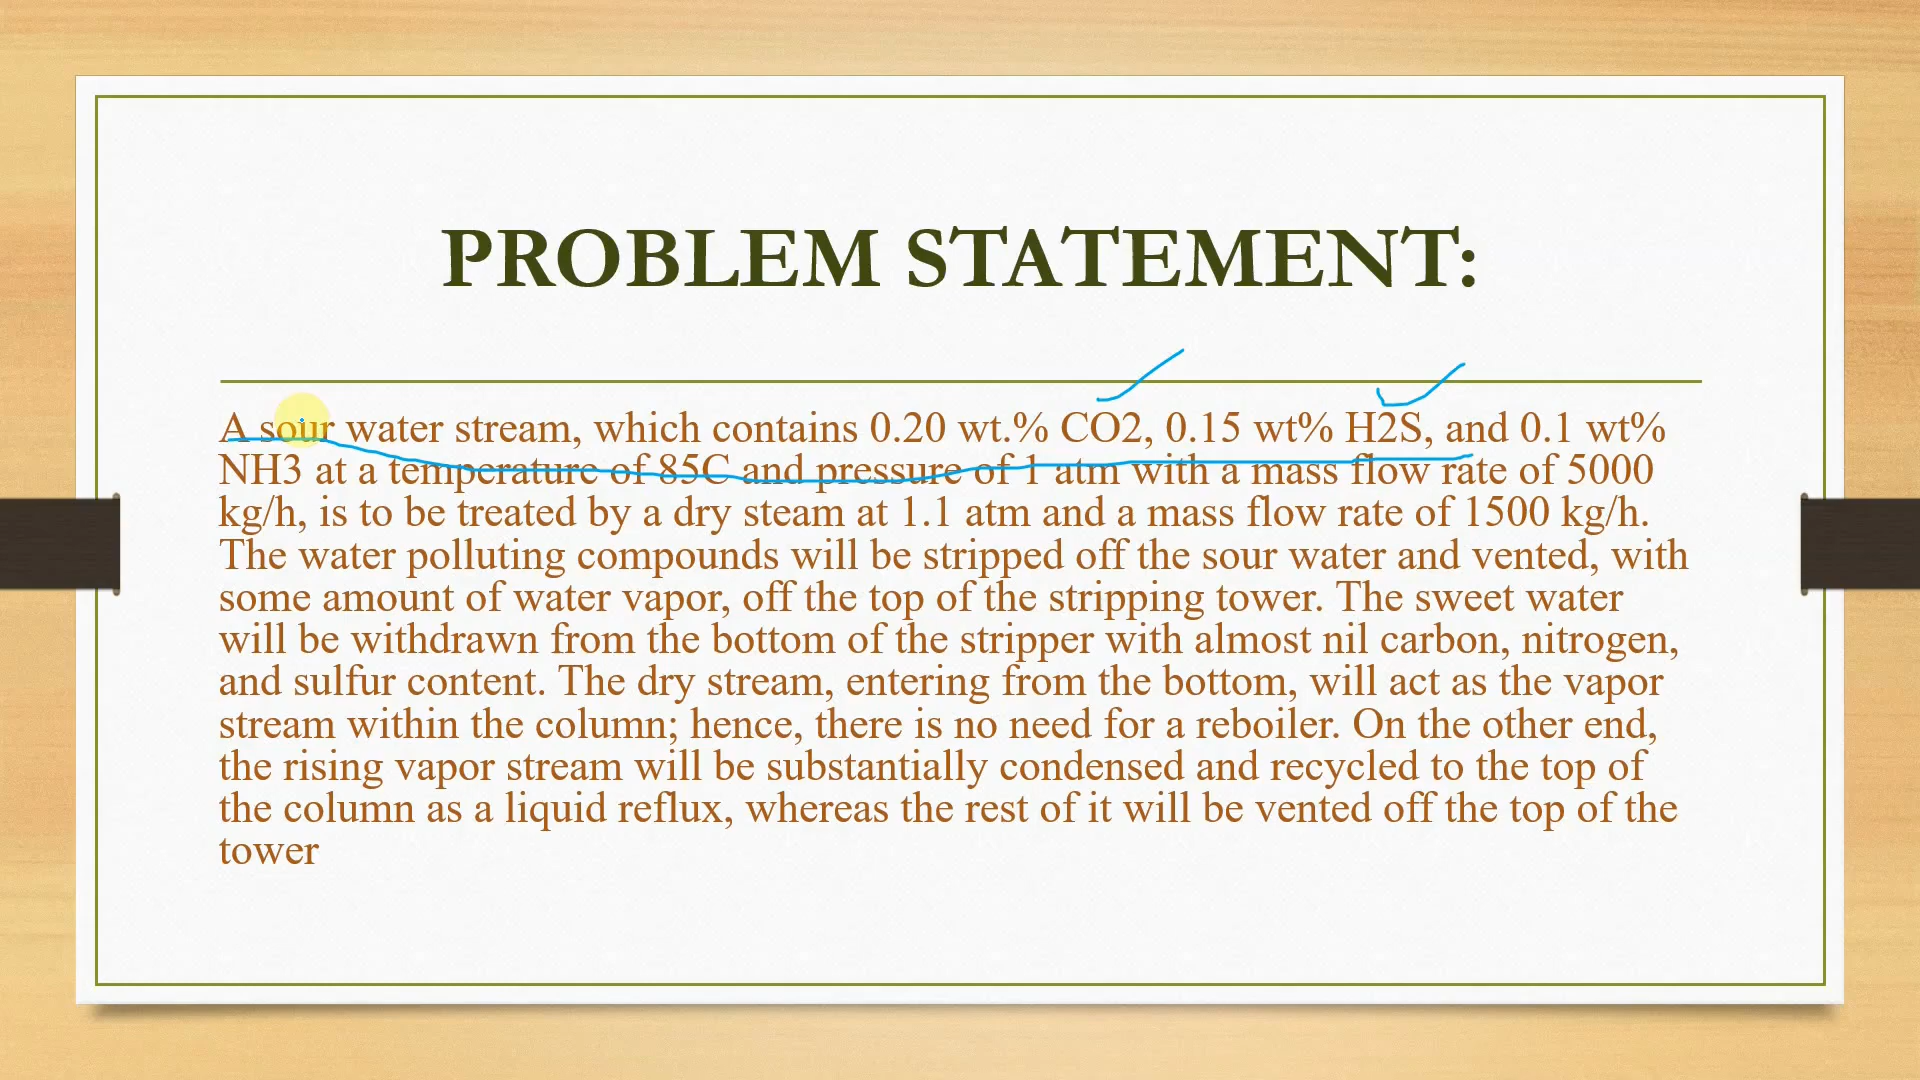 PROBLEM STATEMENT:
A sour water stream, which contains 0.20 wt.% CO2, 0.15 wt% H2S, and 0.1 wt%
NH3 at a temperature of 85C and pressure of 1 atm with a mass flow rate of 5000
kg/h, is to be treated by a dry steam at 1.1 atm and a mass flow rate of 1500 kg/h.
The water polluting compounds will be stripped off the sour water and vented, with
some amount of water vapor, off the top of the stripping tower. The sweet water
will be withdrawn from the bottom of the stripper with almost nil carbon, nitrogen,
and sulfur content. The dry stream, entering from the bottom, will act as the vapor
stream within the column; hence, there is no need for a reboiler. On the other end,
the rising vapor stream will be substantially condensed and recycled to the top of
the column as a liquid reflux, whereas the rest of it will be vented off the top of the
tower